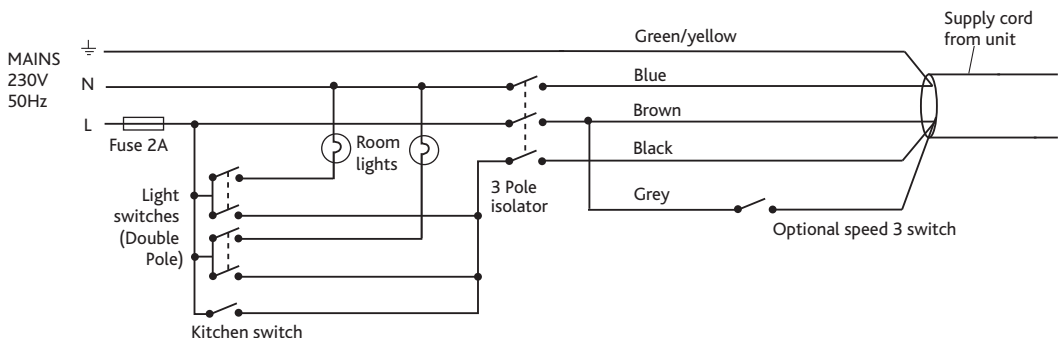 Supply cord
from unit
Green/yellow
MAINS
230V
50Hz
N
Blue
L
Fuse 2A
Brown
Room
lights
Black
3 Pole
isolator
Light
switches
(Double
Pole)
Grey
Optional speed 3 switch
Kitchen switch